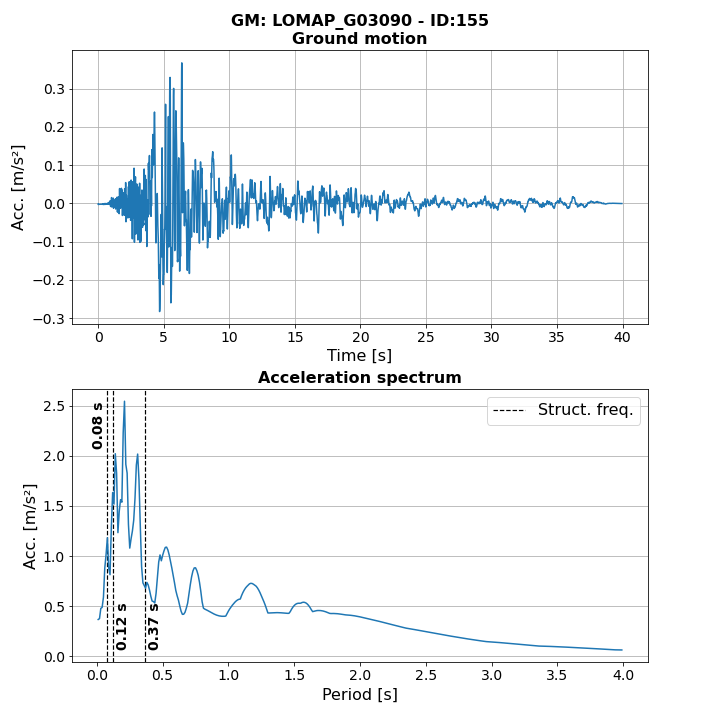 GM: LOMAP_G03090 - ID:155
Ground motion
Acc. [m/s²]
0.3
0.2
0.1
0.0
−0.1
−0.2
−0.3
0 5 10 15 20 25 30 35 40
Time [s]
Acceleration spectrum
Acc. [m/s²]
2.5
2.0
1.5
1.0
0.5
0.0
Struct. freq.
0.08 s
0.12 s
0.37 s
0.0 0.5 1.0 1.5 2.0 2.5 3.0 3.5 4.0
Period [s]